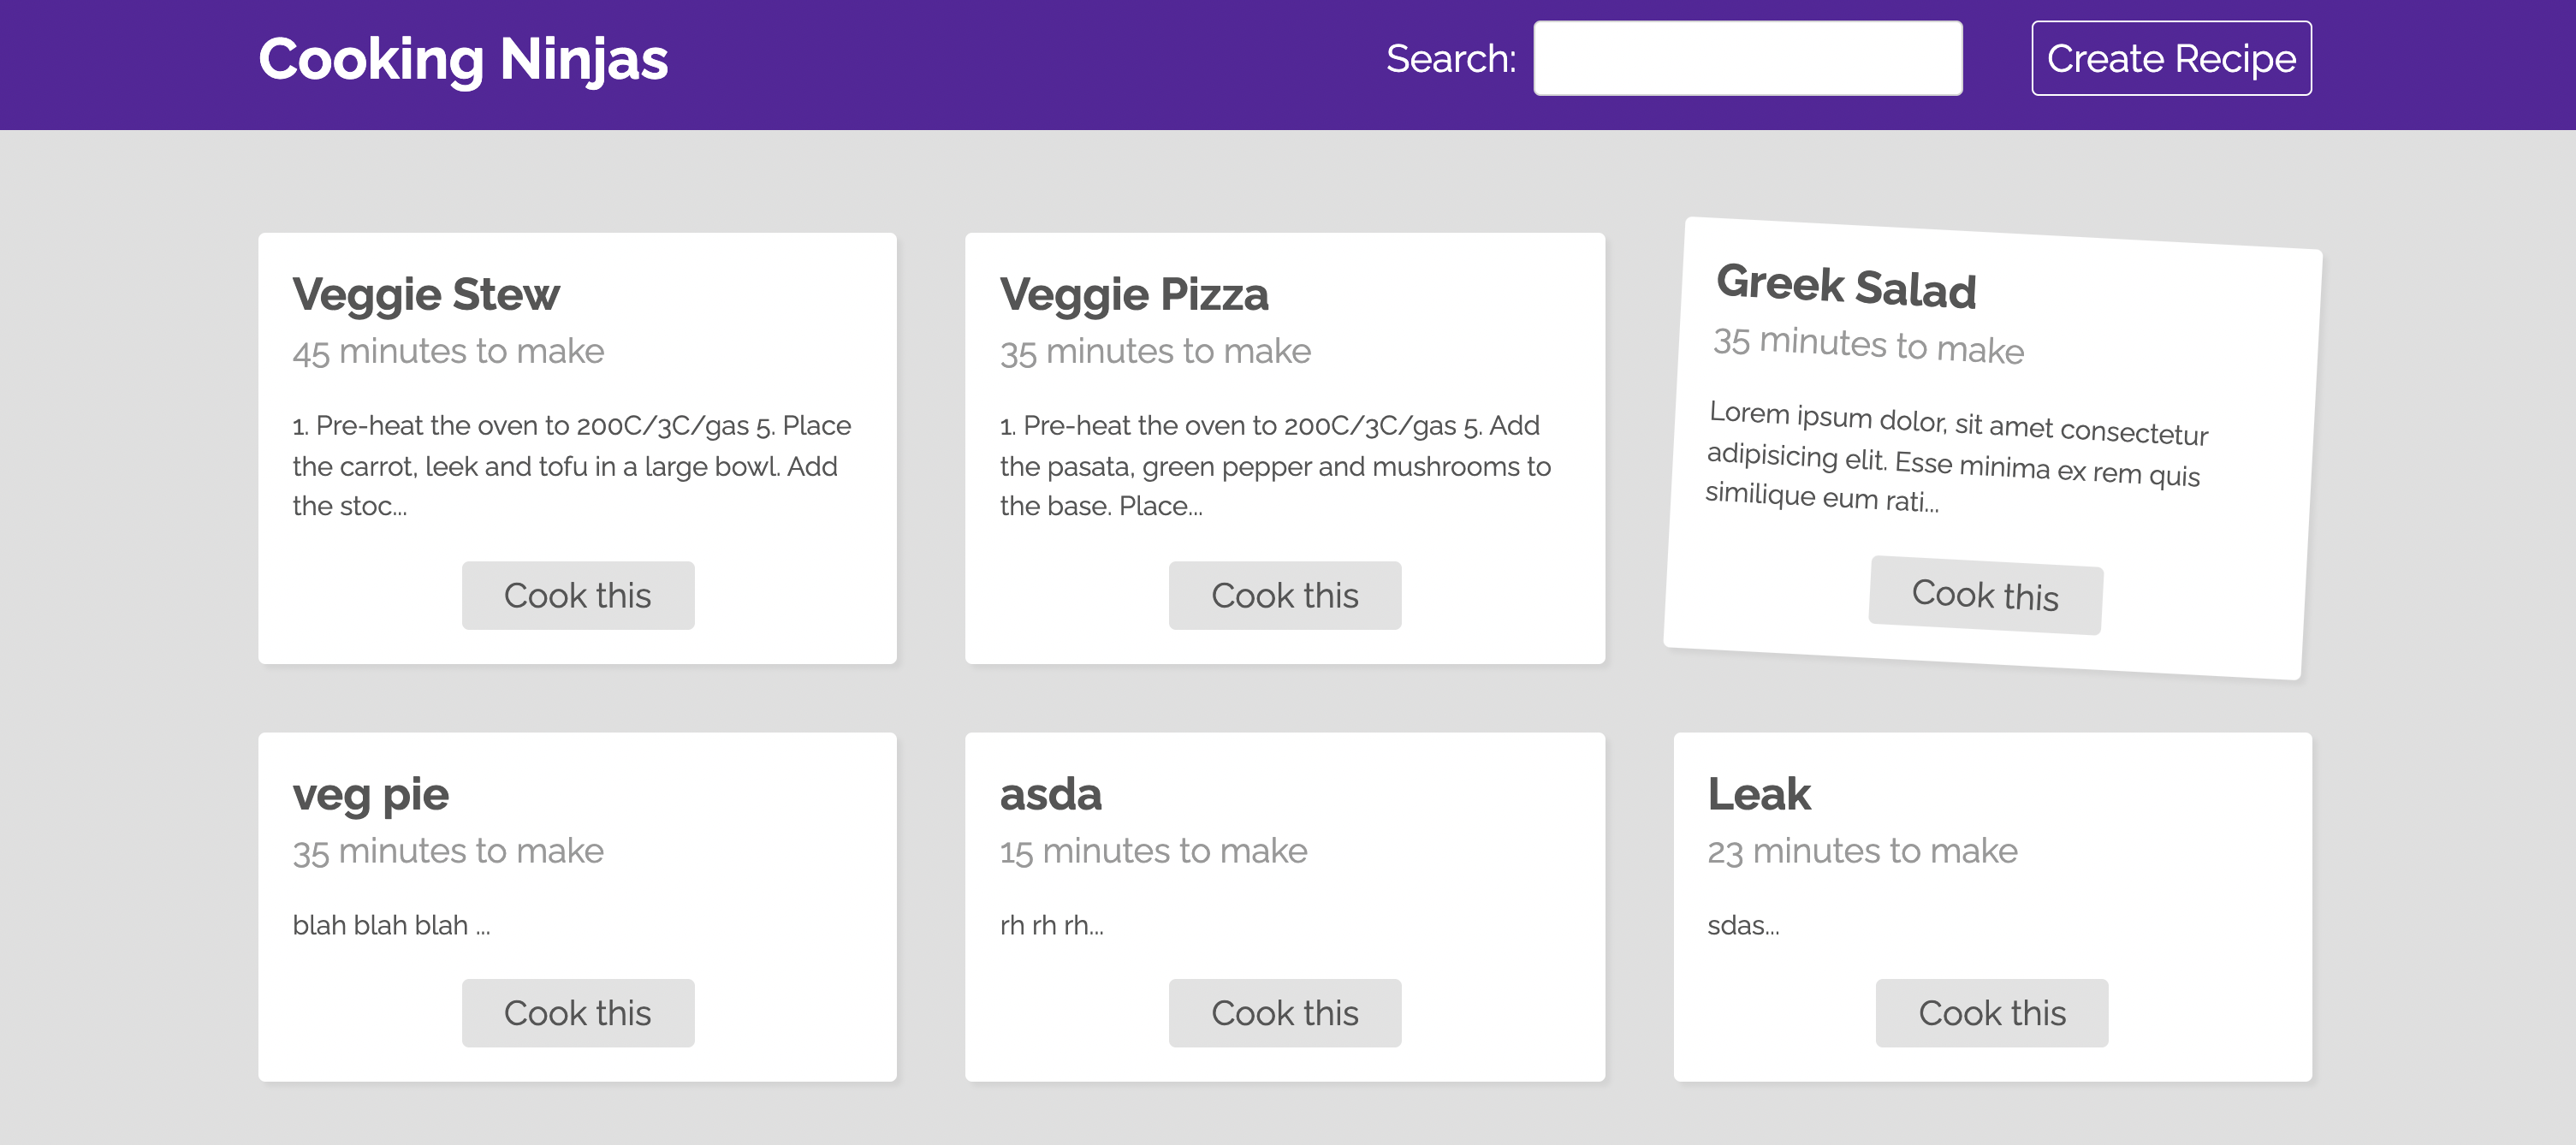 Cooking Ninjas
Search:
Create Recipe
Veggie Stew
45 minutes to make
1. Pre-heat the oven to 200C/3C/gas 5. Place
the carrot, leek and tofu in a large bowl. Add
the stoc...
Cook this
Veggie Pizza
35 minutes to make
1. Pre-heat the oven to 200C/3C/gas 5. Add
the pasata, green pepper and mushrooms to
the base. Place...
Cook this
Greek Salad
35 minutes to make
Lorem ipsum dolor, sit amet consectetur
adipisicing elit. Esse minima ex rem quis
similique eum rati...
Cook this
veg pie
35 minutes to make
blah blah blah ...
Cook this
asda
15 minutes to make
rh rh rh...
Cook this
Leak
23 minutes to make
sdas...
Cook this